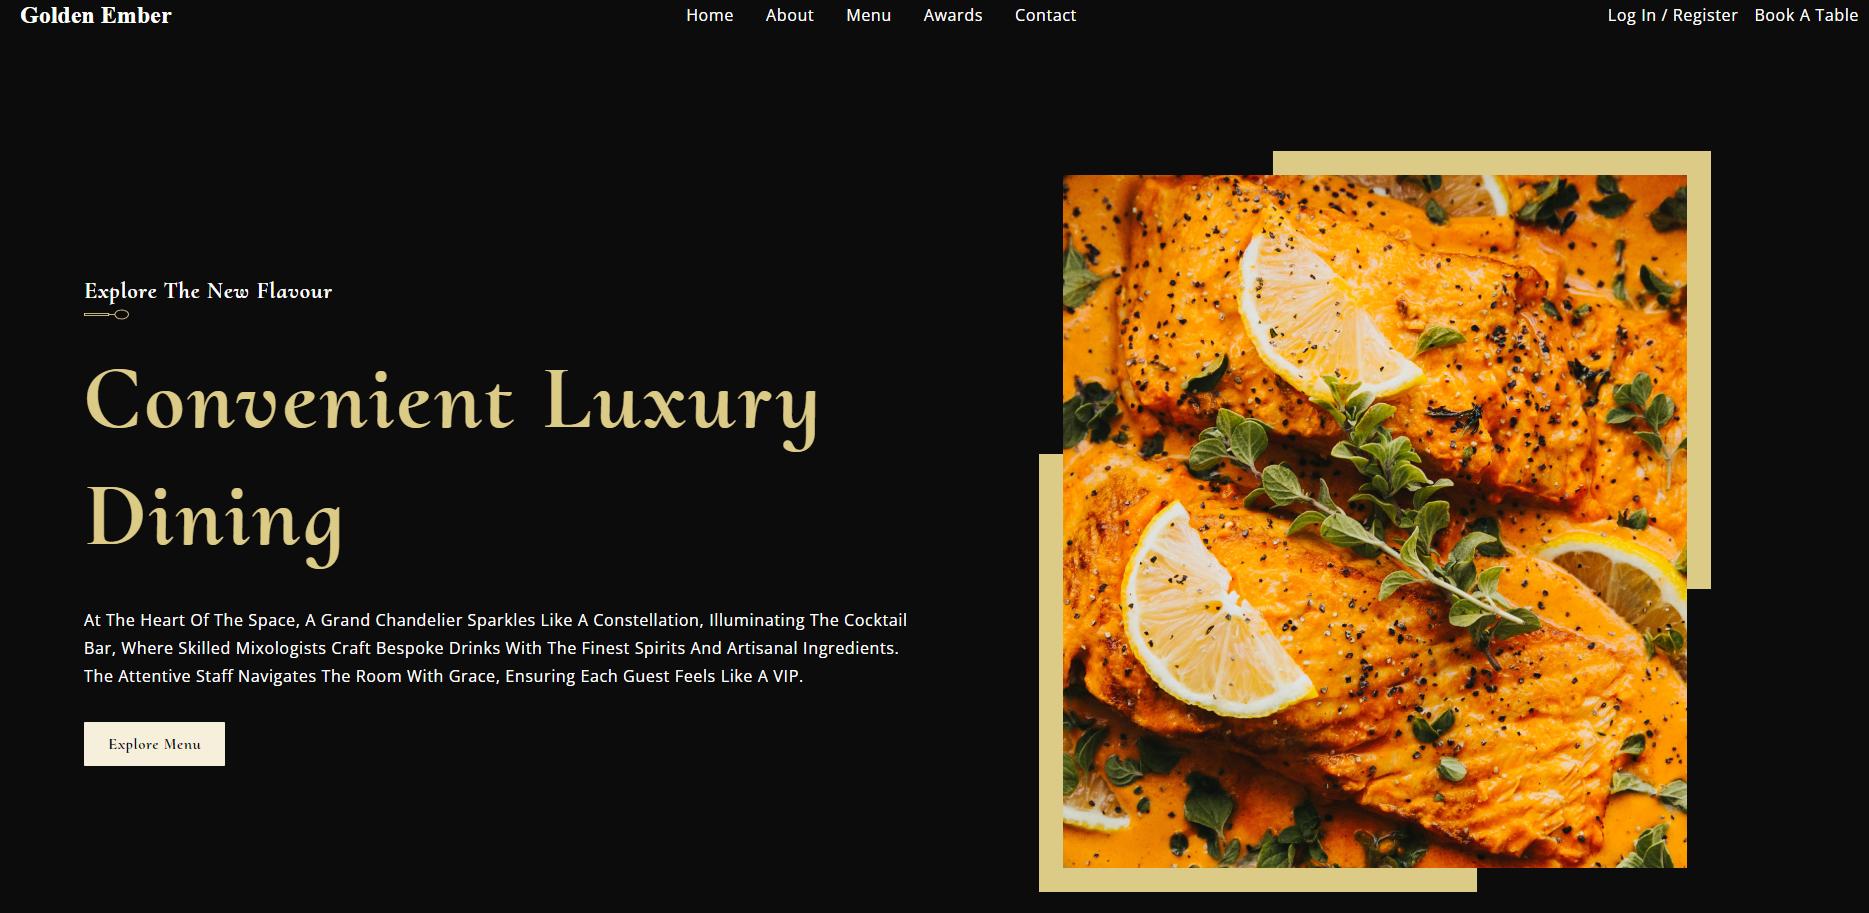 Golden Ember
Home About Menu Awards Contact
Log In / Register Book A Table
Explore The New Flavour
Convenient Luxury
Dining
At The Heart Of The Space, A Grand Chandelier Sparkles Like A Constellation, Illuminating The Cocktail
Bar, Where Skilled Mixologists Craft Bespoke Drinks With The Finest Spirits And Artisanal Ingredients.
The Attentive Staff Navigates The Room With Grace, Ensuring Each Guest Feels Like A VIP.
Explore Menu